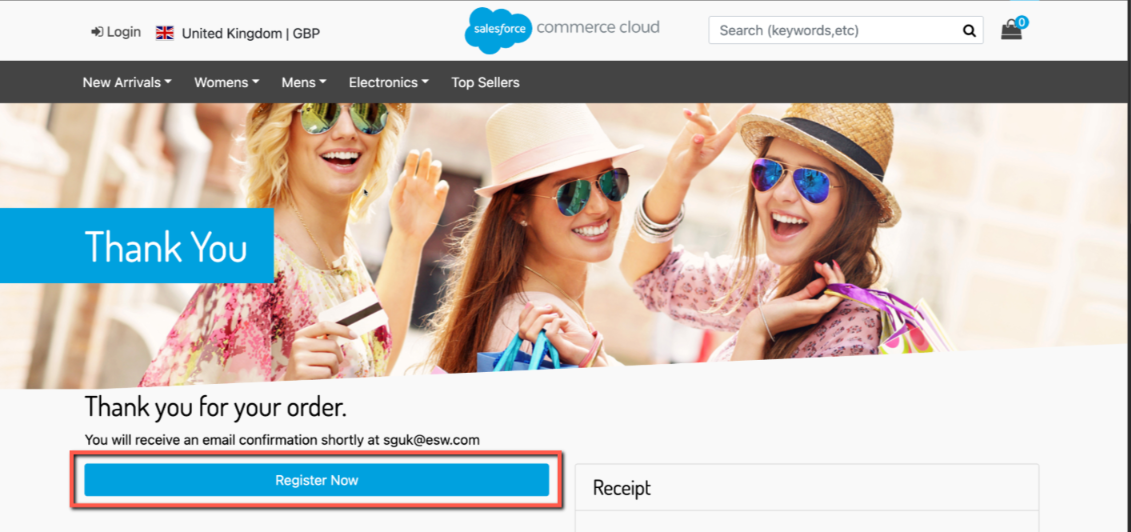 Login United Kingdom | GBP salesforce commerce cloud Search (keywords,etc) 0
New Arrivals Womens Mens Electronics Top Sellers
Thank You
Thank you for your order.
You will receive an email confirmation shortly at sguk@esw.com
Register Now
Receipt